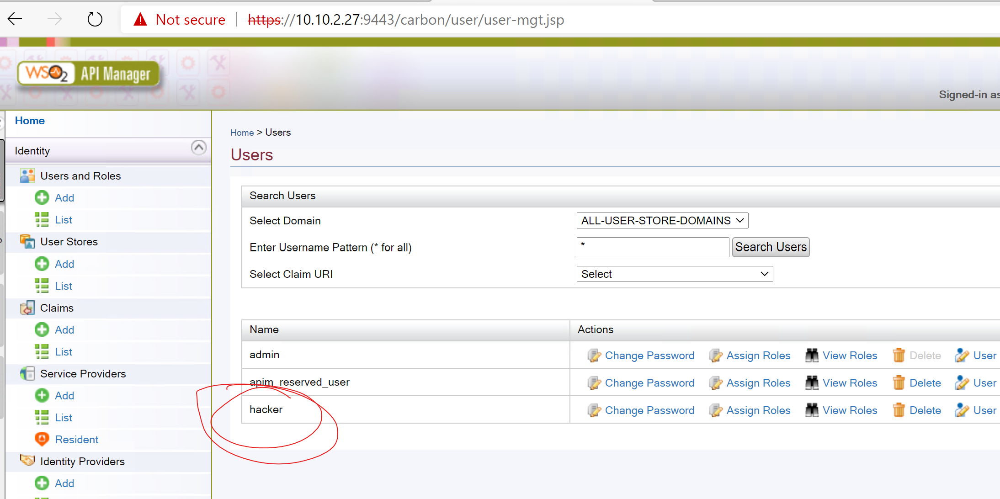 Not secure | https://10.10.2.27:9443/carbon/user/user-mgt.jsp
WSO2 API Manager
Signed-in as
Home
Identity
Users and Roles
Add
List
User Stores
Add
List
Claims
Add
List
Service Providers
Add
List
Resident
Identity Providers
Add
Home > Users
Users
Search Users
Select Domain ALL-USER-STORE-DOMAINS
Enter Username Pattern (* for all) * Search Users
Select Claim URI Select
Name Actions
admin Change Password Assign Roles View Roles Delete User
apim_reserved_user Change Password Assign Roles View Roles Delete User
hacker Change Password Assign Roles View Roles Delete User